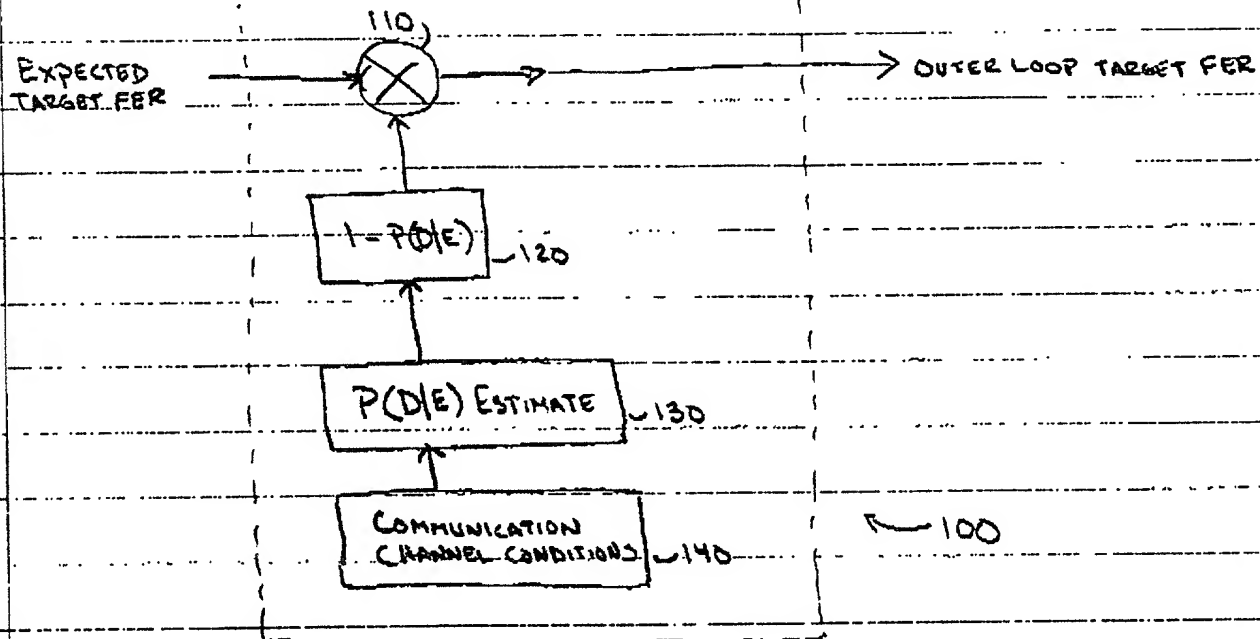 110
EXPECTED
TARGET FER
OUTER LOOP TARGET FER
1 - P(D|E)
120
P(D|E) ESTIMATE
130
COMMUNICATION
CHANNEL CONDITIONS
140
100